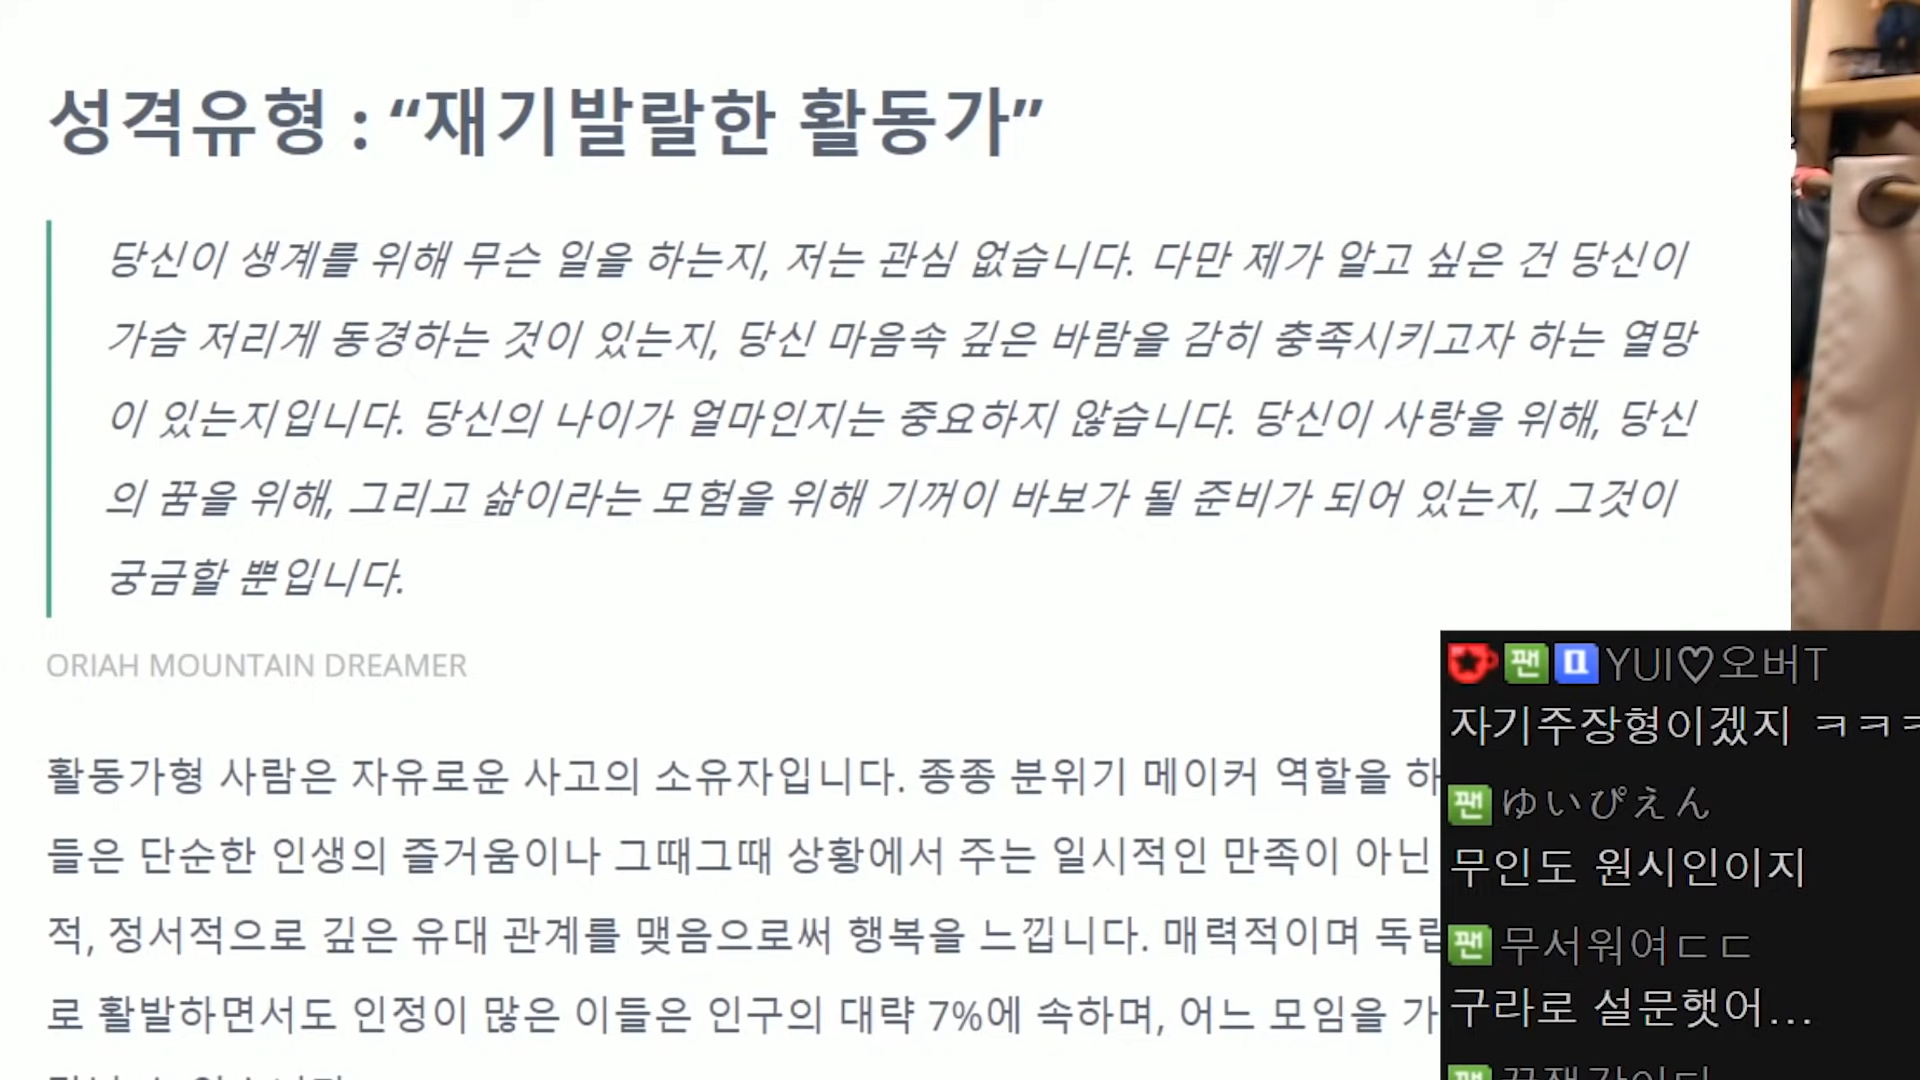 성격유형 : “재기발랄한 활동가”
당신이 생계를 위해 무슨 일을 하는지, 저는 관심 없습니다. 다만 제가 알고 싶은 건 당신이
가슴 저리게 동경하는 것이 있는지, 당신 마음속 깊은 바람을 감히 충족시키고자 하는 열망
이 있는지입니다. 당신의 나이가 얼마인지는 중요하지 않습니다. 당신이 사랑을 위해, 당신
의 꿈을 위해, 그리고 삶이라는 모험을 위해 기꺼이 바보가 될 준비가 되어 있는지, 그것이
궁금할 뿐입니다.
ORIAH MOUNTAIN DREAMER
활동가형 사람은 자유로운 사고의 소유자입니다. 종종 분위기 메이커 역할을 하
들은 단순한 인생의 즐거움이나 그때그때 상황에서 주는 일시적인 만족이 아닌
적, 정서적으로 깊은 유대 관계를 맺음으로써 행복을 느낍니다. 매력적이며 독립
로 활발하면서도 인정이 많은 이들은 인구의 대략 7%에 속하며, 어느 모임을 가
팬 YUI♡오버T
자기주장형이겠지 ㅋㅋㅋ
팬 ゆいぴえん
무인도 원시인이지
팬 무서워여ㄷㄷ
구라로 설문햇어...